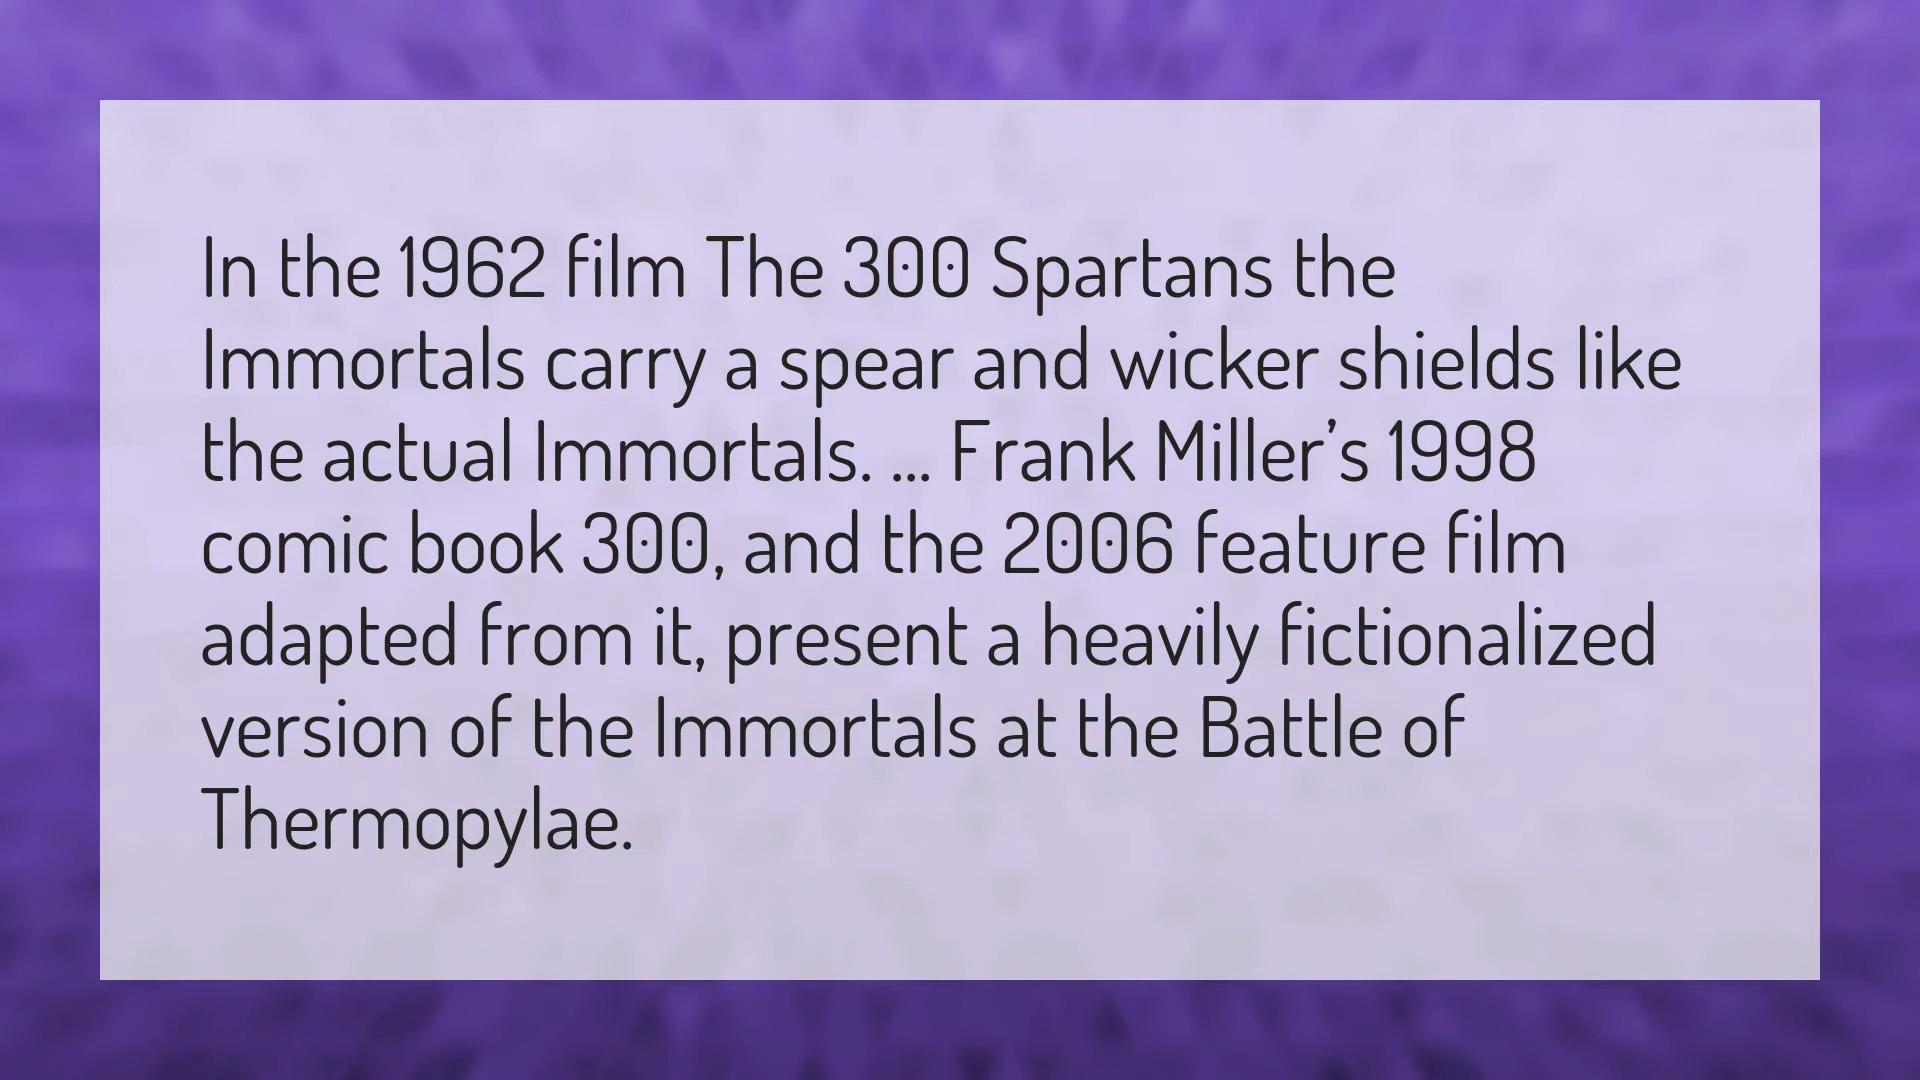 In the 1962 film The 300 Spartans the
Immortals carry a spear and wicker shields like
the actual Immortals. ... Frank Miller’s 1998
comic book 300, and the 2006 feature film
adapted from it, present a heavily fictionalized
version of the Immortals at the Battle of
Thermopylae.